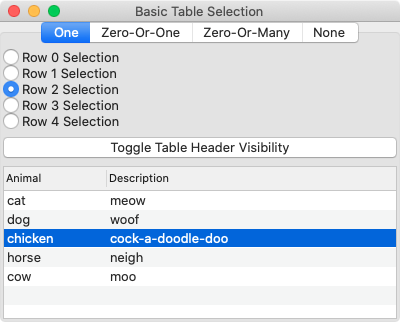 Basic Table Selection
One Zero-Or-One Zero-Or-Many None
Row 0 Selection
Row 1 Selection
Row 2 Selection
Row 3 Selection
Row 4 Selection
Toggle Table Header Visibility
Animal Description
cat meow
dog woof
chicken cock-a-doodle-doo
horse neigh
cow moo